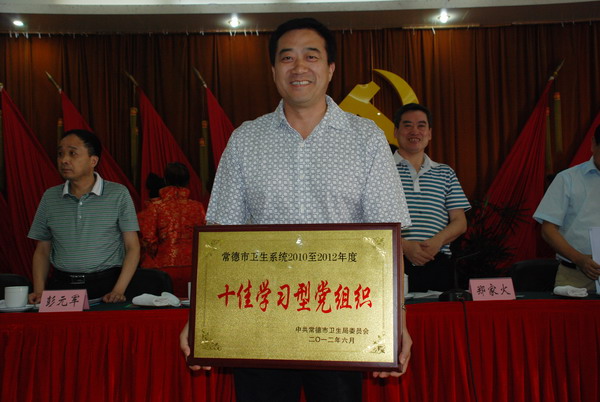 常德市卫生系统2010至2012年度
十佳学习型党组织
中共常德市卫生局委员会
二〇一二年六月
彭元军
郑家火